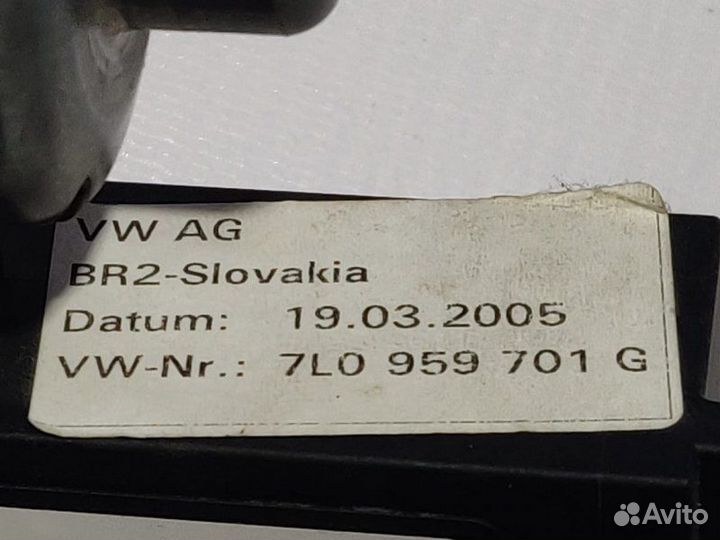 VW AG
BR2-Slovakia
Datum: 19.03.2005
VW-Nr.: 7L0 959 701 G
Avito